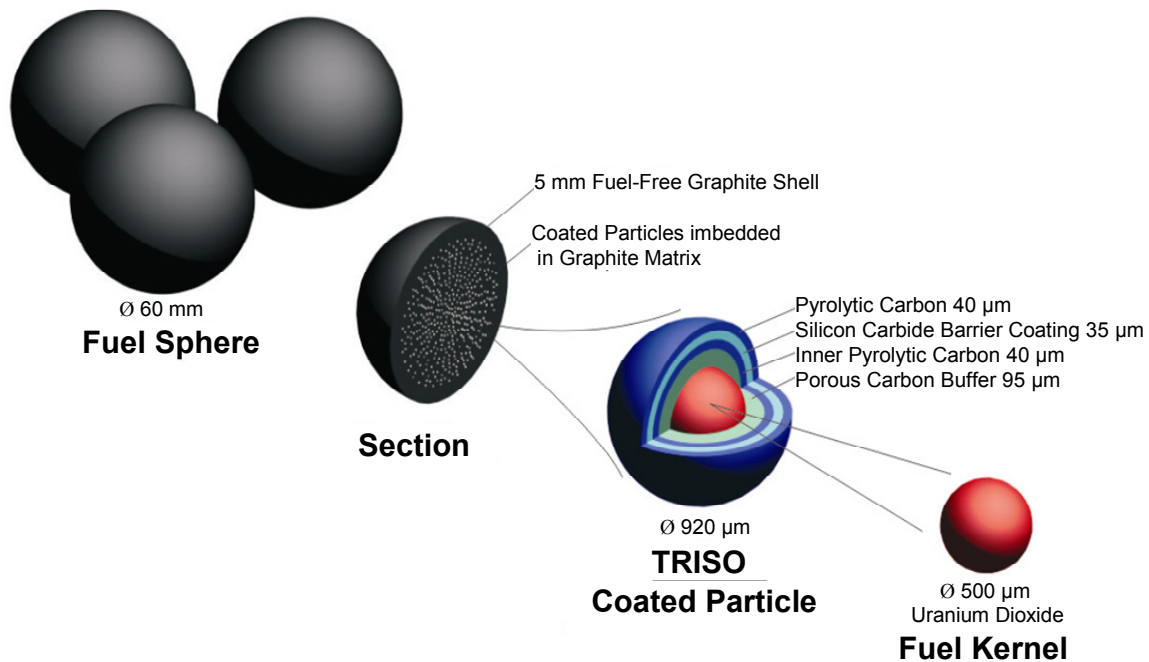 5 mm Fuel-Free Graphite Shell
Coated Particles imbedded
in Graphite Matrix
Ø 60 mm
Fuel Sphere
Section
Pyrolytic Carbon 40 µm
Silicon Carbide Barrier Coating 35 µm
Inner Pyrolytic Carbon 40 µm
Porous Carbon Buffer 95 µm
Ø 920 µm
TRISO
Coated Particle
Ø 500 µm
Uranium Dioxide
Fuel Kernel